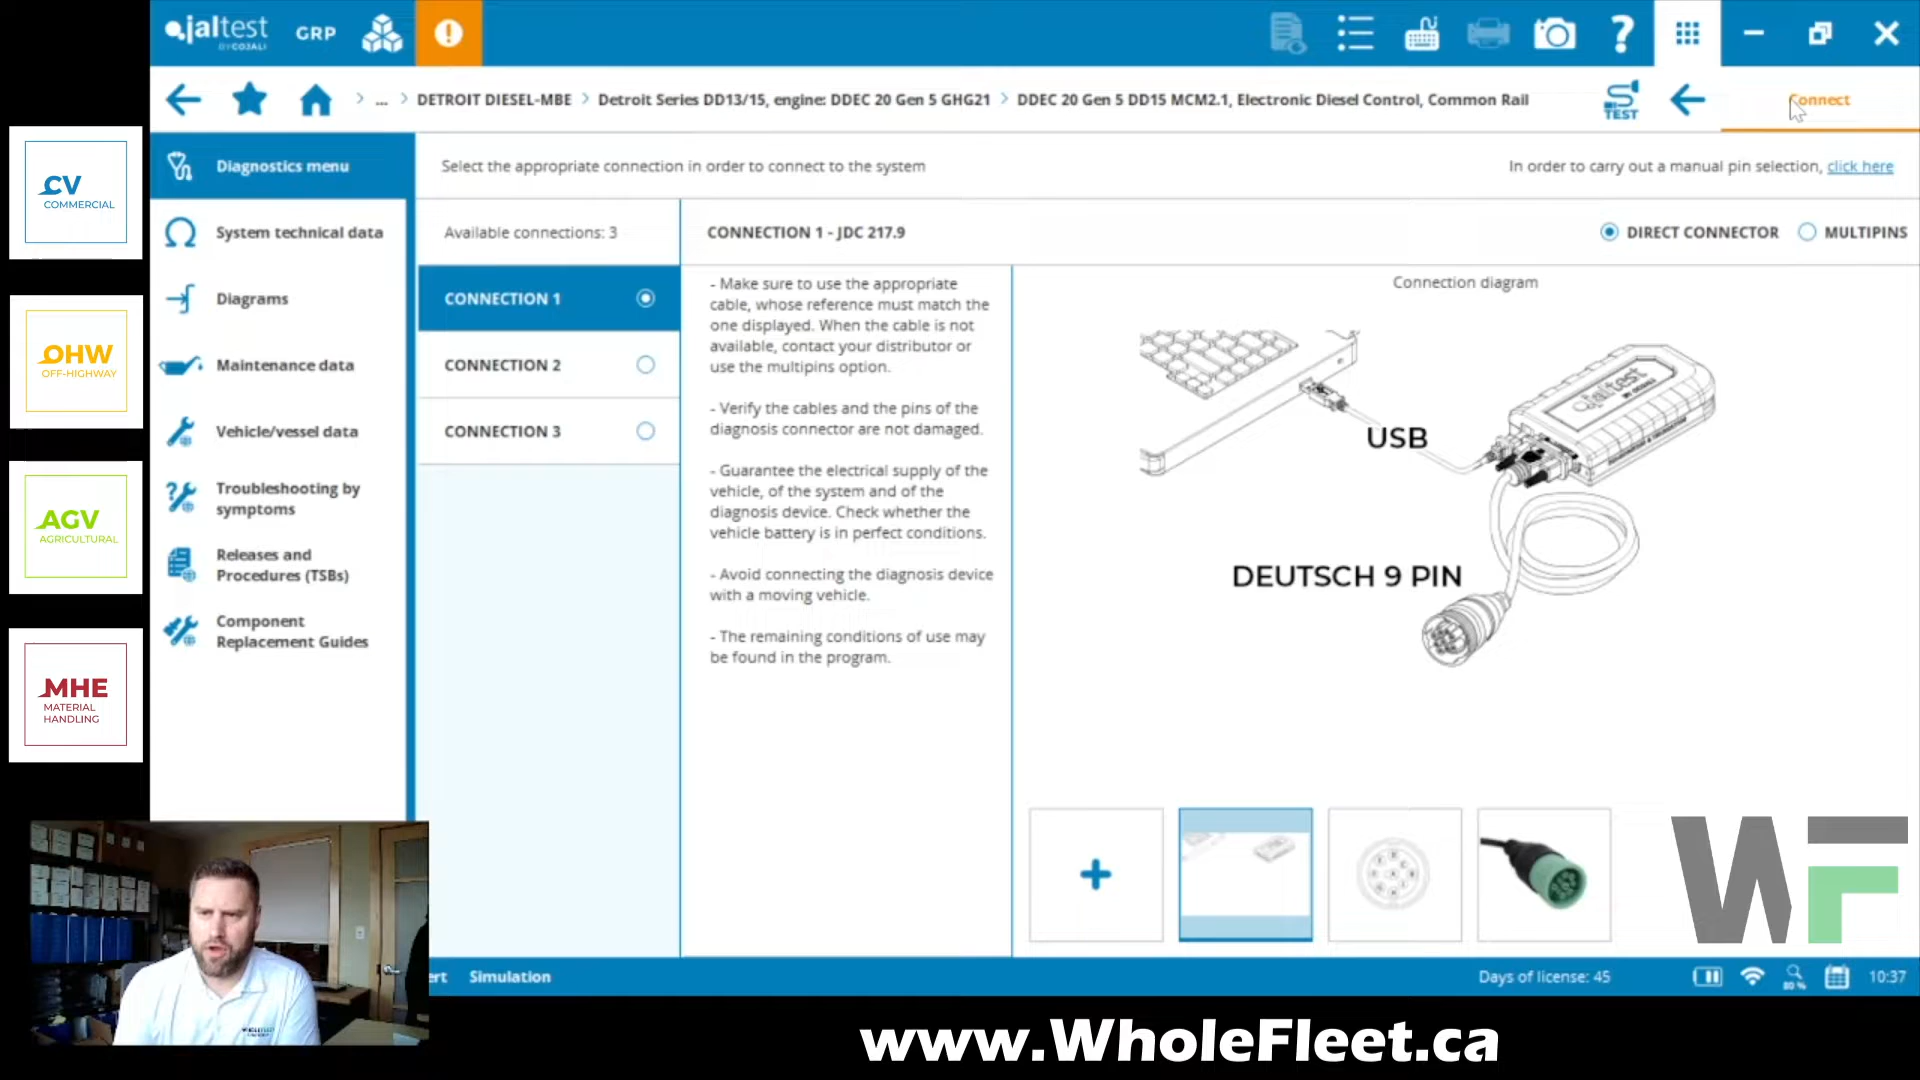 jaltest
BY COJALI
GRP
... DETROIT DIESEL-MBE Detroit Series DD13/15, engine: DDEC 20 Gen 5 GHG21 DDEC 20 Gen 5 DD15 MCM2.1, Electronic Diesel Control, Common Rail
TEST
Connect
Diagnostics menu
Select the appropriate connection in order to connect to the system
In order to carry out a manual pin selection, click here
CV
COMMERCIAL
OHW
OFF-HIGHWAY
AGV
AGRICULTURAL
MHE
MATERIAL
HANDLING
System technical data
Diagrams
Maintenance data
Vehicle/vessel data
Troubleshooting by
symptoms
Releases and
Procedures (TSBs)
Component
Replacement Guides
Available connections: 3
CONNECTION 1
CONNECTION 2
CONNECTION 3
CONNECTION 1 - JDC 217.9
DIRECT CONNECTOR
MULTIPINS
- Make sure to use the appropriate
cable, whose reference must match the
one displayed. When the cable is not
available, contact your distributor or
use the multipins option.
- Verify the cables and the pins of the
diagnosis connector are not damaged.
- Guarantee the electrical supply of the
vehicle, of the system and of the
diagnosis device. Check whether the
vehicle battery is in perfect conditions.
- Avoid connecting the diagnosis device
with a moving vehicle.
- The remaining conditions of use may
be found in the program.
Connection diagram
jaltest
USB
DEUTSCH 9 PIN
WF
ert
Simulation
Days of license: 45
80 %
10:37
www.WholeFleet.ca